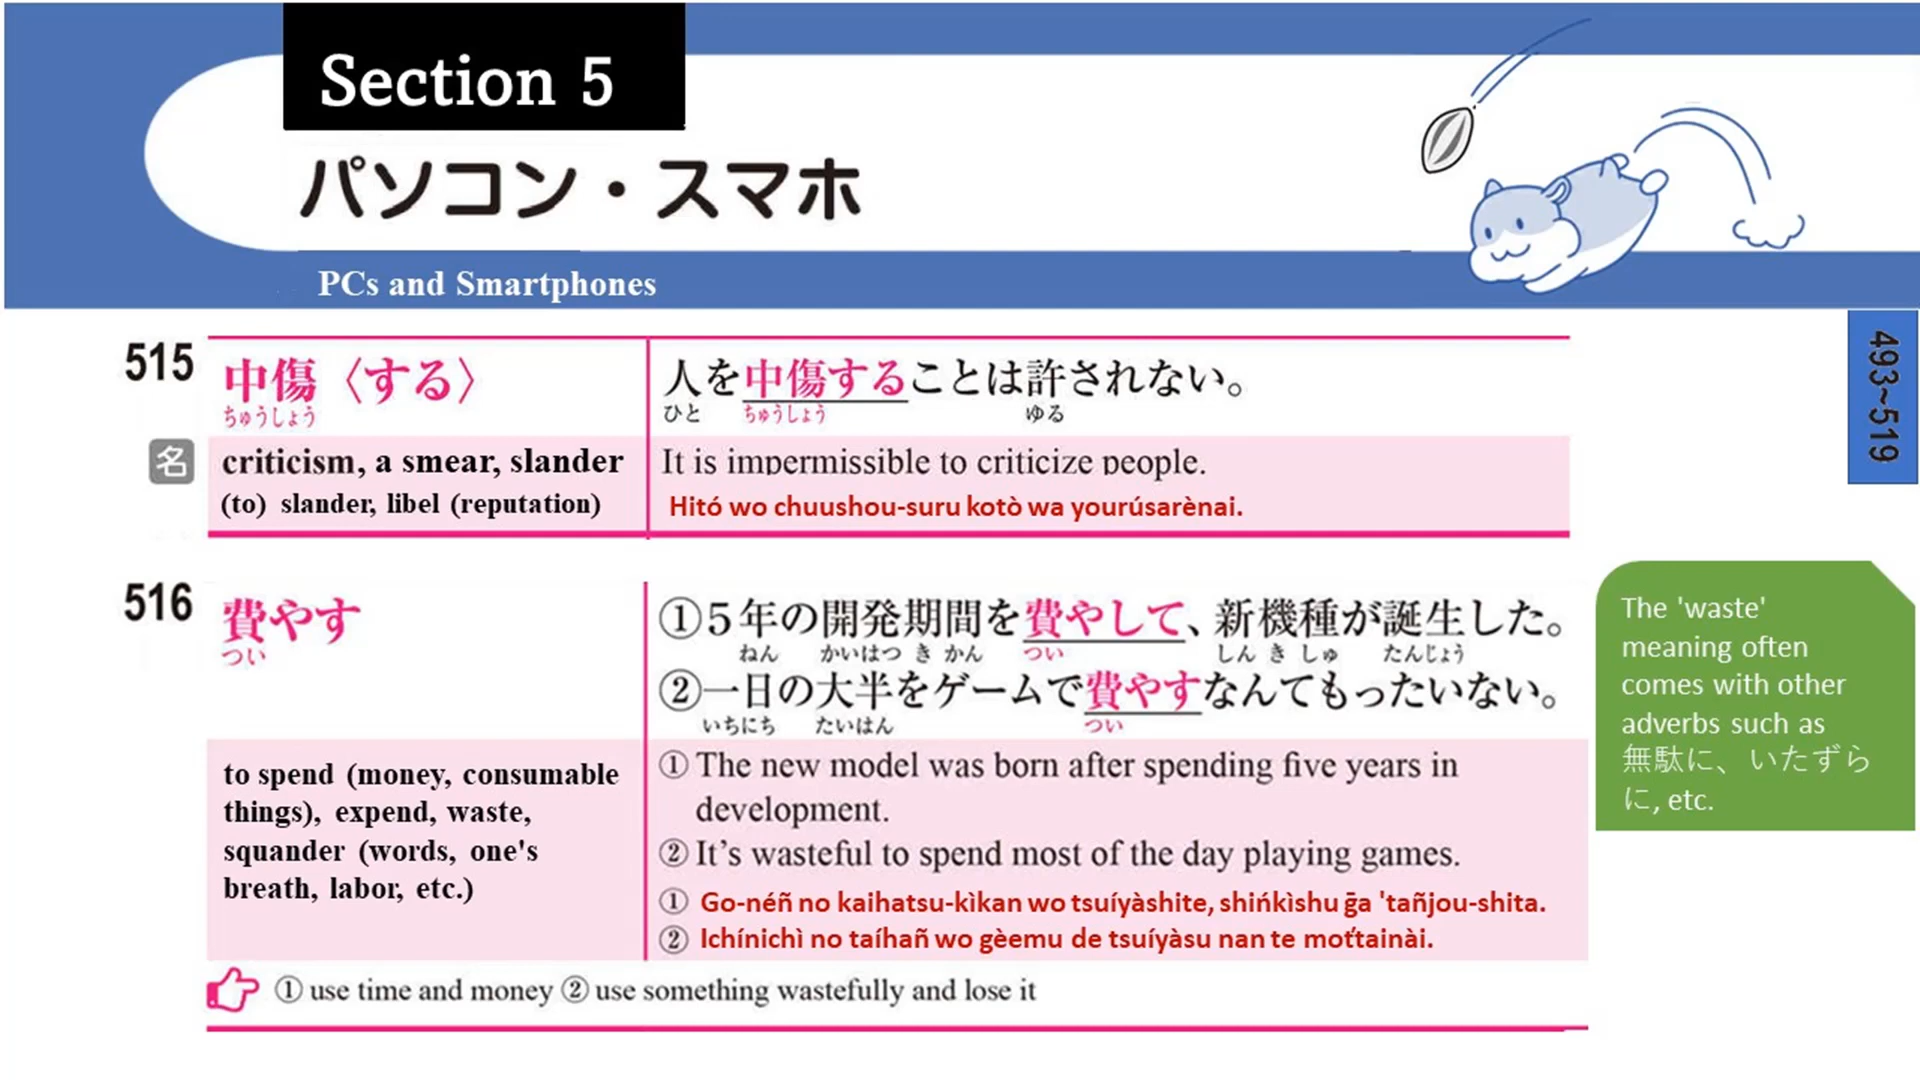 Section 5
パソコン・スマホ
PCs and Smartphones
493~519
515
中傷〈する〉
ちゅうしょう
人を中傷することは許されない。
ひと ちゅうしょう ゆる
名
criticism, a smear, slander
(to) slander, libel (reputation)
It is impermissible to criticize people.
Hitó wo chuushou-suru kotò wa yourúsarènai.
516
費やす
つい
①５年の開発期間を費やして、新機種が誕生した。
ねん かいはつ き かん つい しん き しゅ たんじょう
②一日の大半をゲームで費やすなんてもったいない。
いちにち たいはん つい
to spend (money, consumable
things), expend, waste,
squander (words, one's
breath, labor, etc.)
① The new model was born after spending five years in
development.
② It's wasteful to spend most of the day playing games.
① Go-néñ no kaihatsu-kìkan wo tsuíyàshite, shińkìshu ḡa 'tañjou-shita.
② Ichínichì no taíhañ wo gèemu de tsuíyàsu nan te moťtainài.
① use time and money ② use something wastefully and lose it
The 'waste'
meaning often
comes with other
adverbs such as
無駄に、いたずら
に, etc.